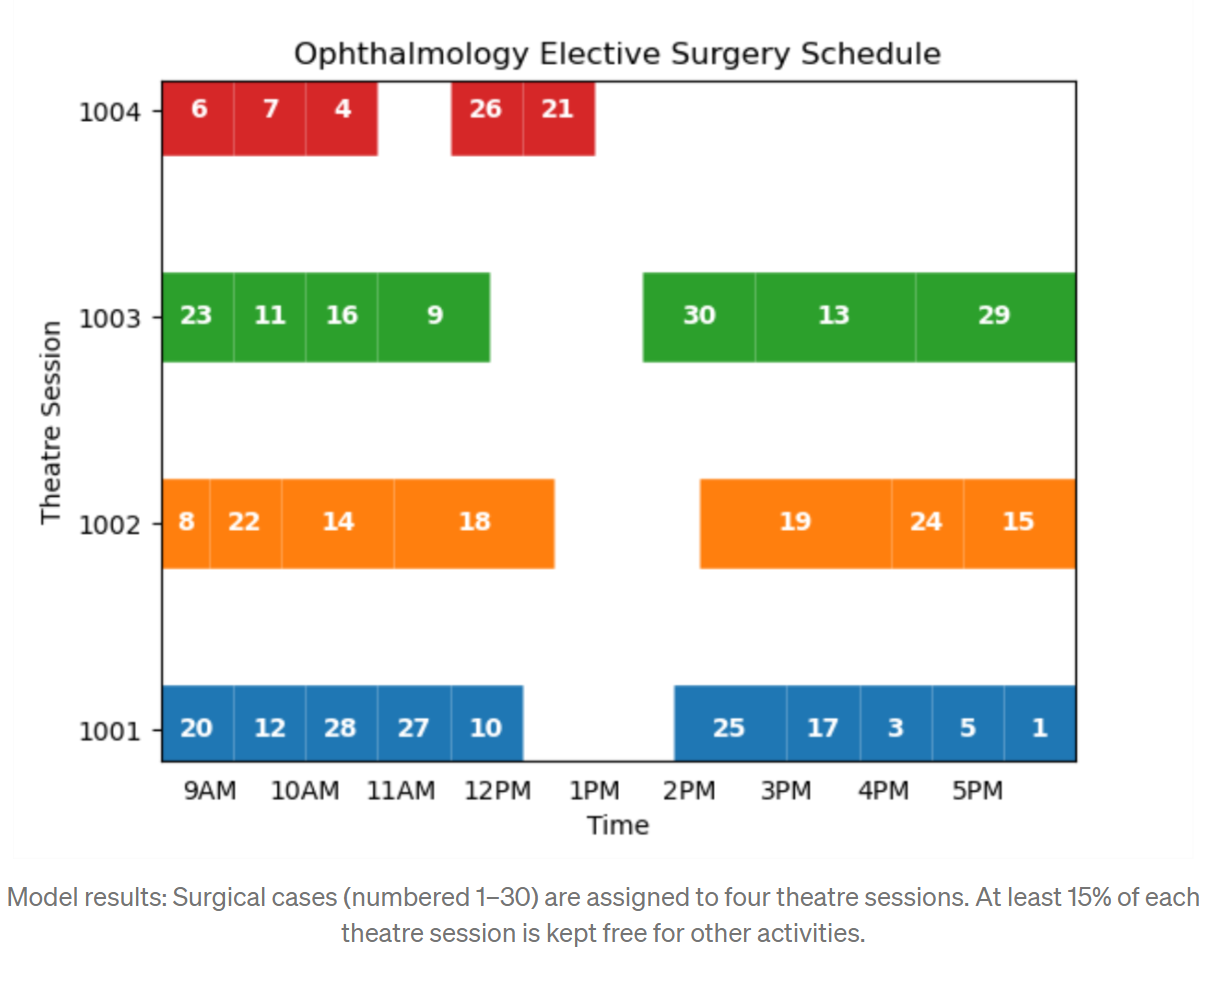 Ophthalmology Elective Surgery Schedule
1004
6 7 4 26 21
1003
23 11 16 9 30 13 29
Theatre Session
1002
8 22 14 18 19 24 15
1001
20 12 28 27 10 25 17 3 5 1
9AM 10AM 11AM 12PM 1PM 2PM 3PM 4PM 5PM
Time
Model results: Surgical cases (numbered 1–30) are assigned to four theatre sessions. At least 15% of each
theatre session is kept free for other activities.